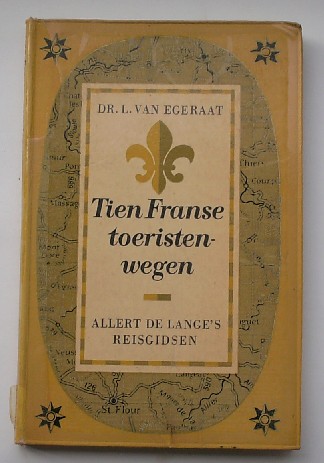 DR. L. VAN EGERAAT
Tien Franse
toeristen-
wegen
ALLERT DE LANGE'S
REISGIDSEN
St. Flour